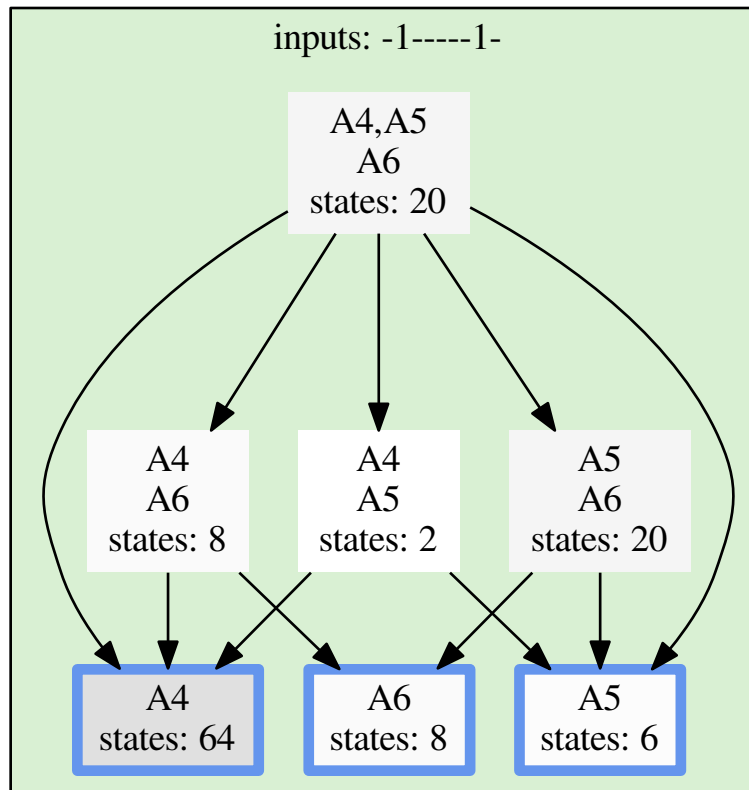 inputs: -1-----1-
A4,A5
A6
states: 20
A4
A6
states: 8
A4
A5
states: 2
A5
A6
states: 20
A4
states: 64
A6
states: 8
A5
states: 6